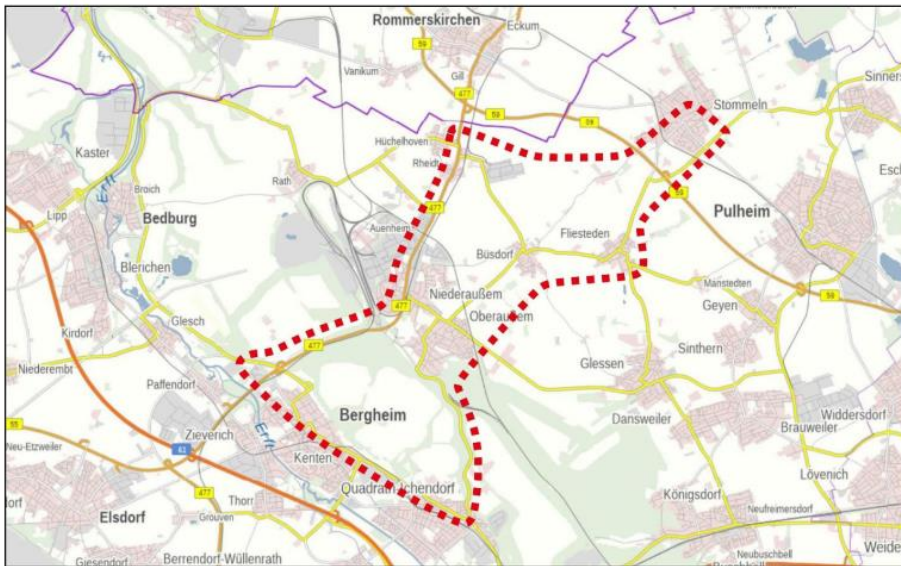 Rommerskirchen
Eckum
59
Vanikum
Gill
477
59
Sinners
Stommeln
Kaster
Hüchelhoven
59
Rheidt
Erft
Rath
Esch
Broich
Lipp
Bedburg
477
59
Pulheim
Auenheim
Fliesteden
Büsdorf
Blerichen
Manstedten
Niederaußem
Geyen
59
477
Glesch
Oberaußem
Kirdorf
477
Sinthern
Glessen
Niederembt
Paffendorf
Bergheim
Dansweiler
Widdersdorf
55
Zieverich
Erft
Brauweiler
Neu-Etzweiler
61
Kenten
Lövenich
Quadrath-Ichendorf
477
Thorr
Königsdorf
Elsdorf
Grouven
Neufreimersdorf
Weide
Neubuschbell
Giesendorf
Berrendorf-Wüllenrath